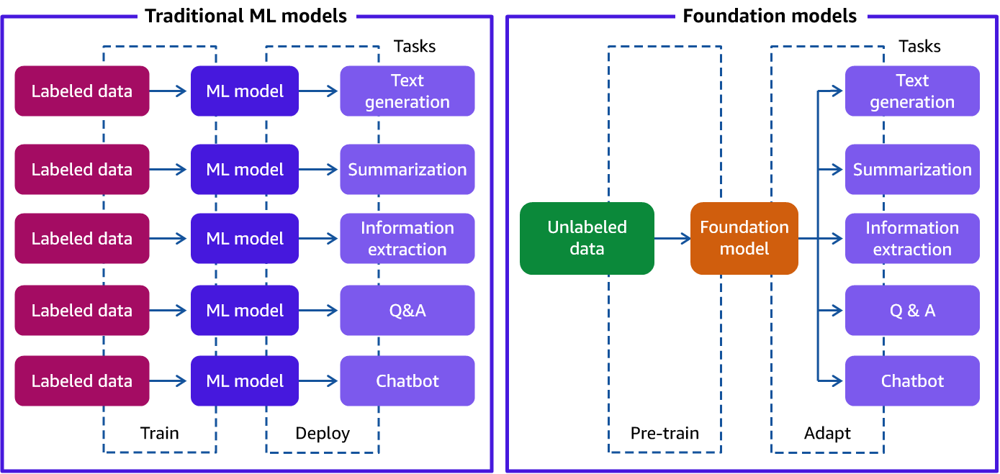 Traditional ML models
Tasks
Labeled data
ML model
Text
generation
Labeled data
ML model
Summarization
Labeled data
ML model
Information
extraction
Labeled data
ML model
Q&A
Labeled data
ML model
Chatbot
Train
Deploy
Foundation models
Tasks
Unlabeled
data
Foundation
model
Text
generation
Summarization
Information
extraction
Q & A
Chatbot
Pre-train
Adapt